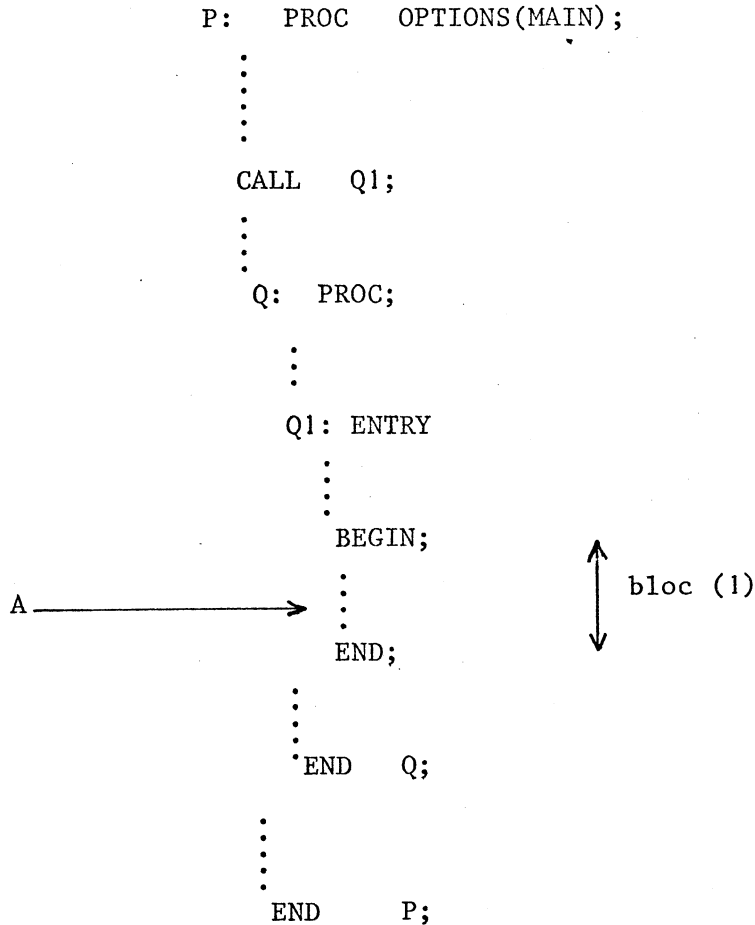 P: PROC OPTIONS(MAIN);
CALL Q1;
Q: PROC;
Q1: ENTRY
BEGIN;
bloc (1)
A
END;
END Q;
END P;